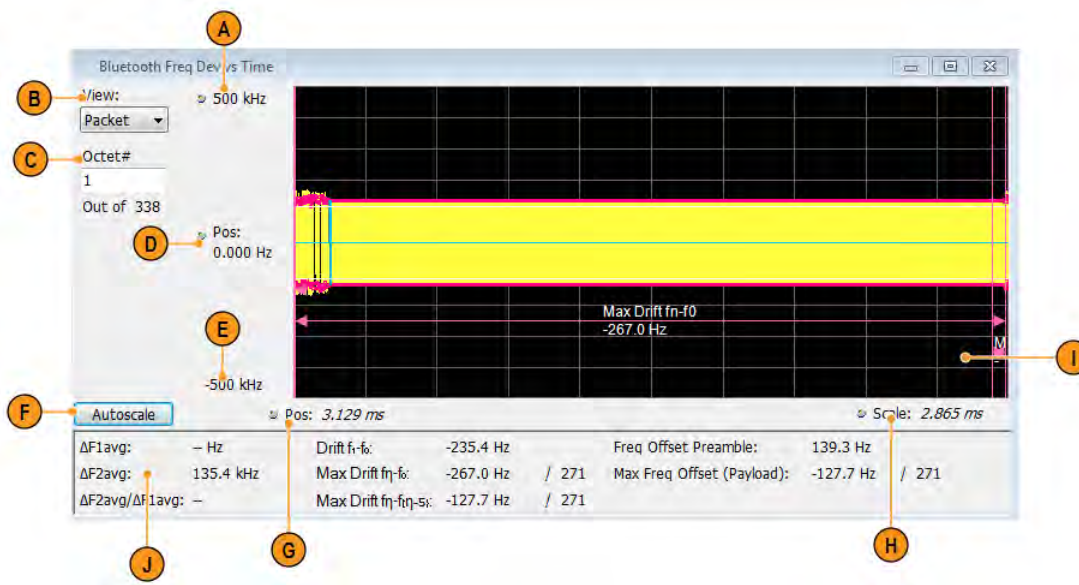 A
Bluetooth Freq Dev vs Time
B
View:
500 kHz
Packet
C
Octet#
1
Out of 338
D
Pos:
0.000 Hz
Max Drift fn-f0
-267.0 Hz
M
I
E
-500 kHz
F
Autoscale
Pos: 3.129 ms
Scale: 2.865 ms
ΔF1avg: -- Hz
Drift f1-f0: -235.4 Hz
Freq Offset Preamble: 139.3 Hz
ΔF2avg: 135.4 kHz
Max Drift fn-f0: -267.0 Hz / 271
Max Freq Offset (Payload): -127.7 Hz / 271
ΔF2avg/ΔF1avg: --
Max Drift fn-fn-5: -127.7 Hz / 271
G
H
J